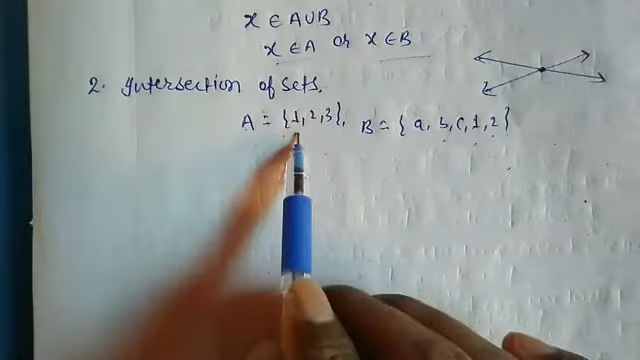 x ∈ A∪B
x ∈ A or x ∈ B
2. Intersection of sets.
A = {1, 2, 3}, B = {a, b, c, 1, 2}